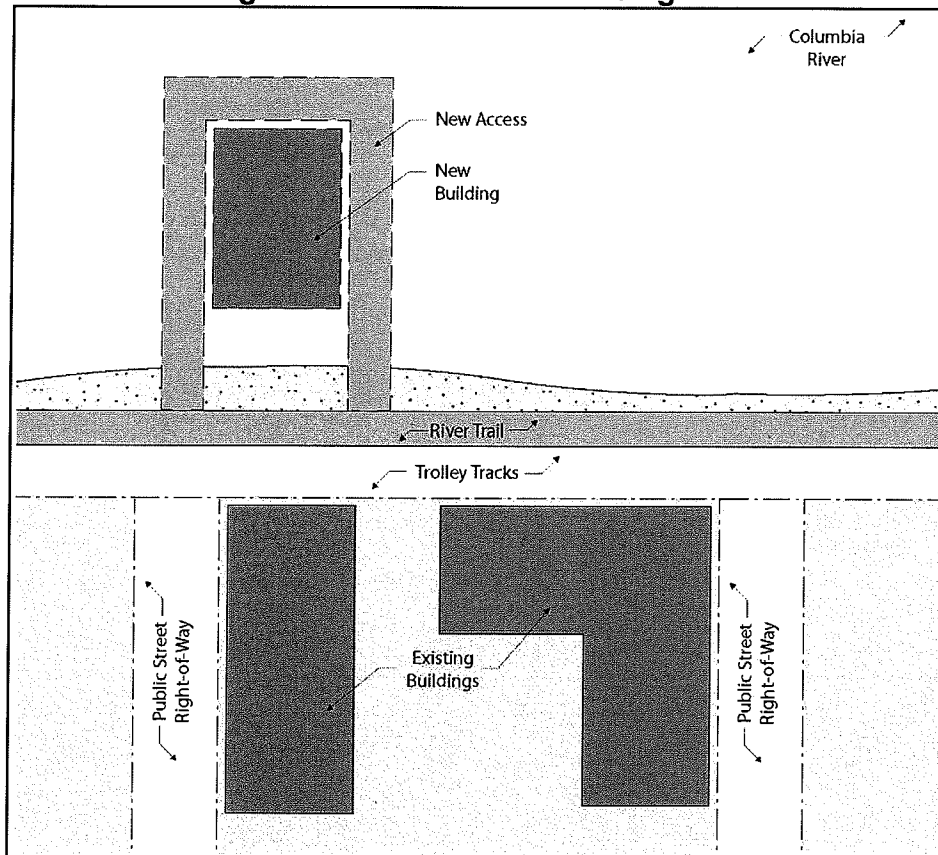 Columbia
River
New Access
New
Building
River Trail
Trolley Tracks
Public Street
Right-of-Way
Existing
Buildings
Public Street
Right-of-Way